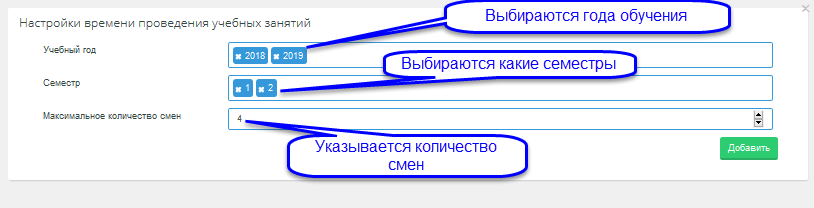 Выбираются года обучения
Настройки времени проведения учебных занятий
Учебный год
2018 2019
Выбираются какие семестры
Семестр
1 2
Максимальное количество смен
4
Указывается количество
смен
Добавить